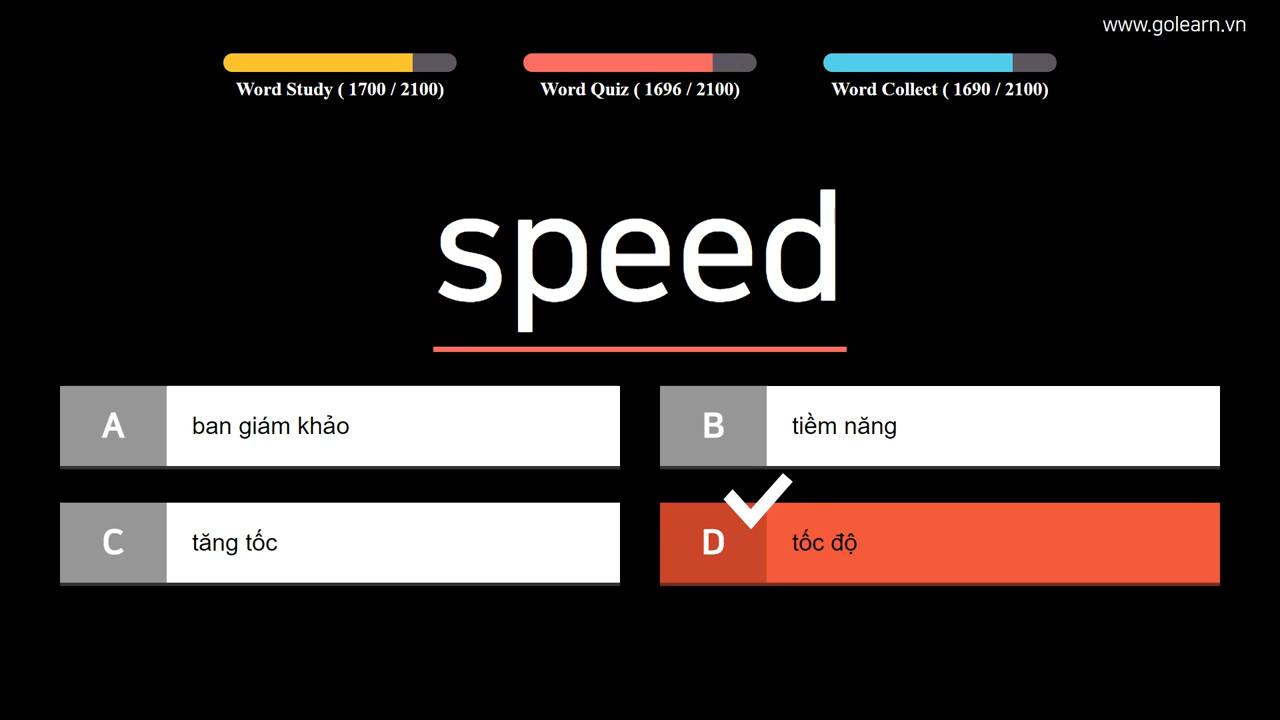 www.golearn.vn
Word Study ( 1700 / 2100)
Word Quiz ( 1696 / 2100)
Word Collect ( 1690 / 2100)
speed
A ban giám khảo
B tiềm năng
C tăng tốc
D tốc độ